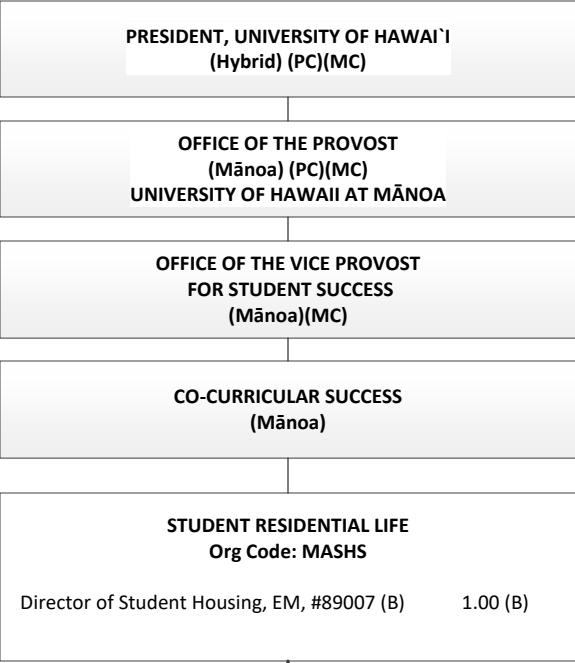 PRESIDENT, UNIVERSITY OF HAWAI`I
(Hybrid) (PC)(MC)
OFFICE OF THE PROVOST
(Mānoa) (PC)(MC)
UNIVERSITY OF HAWAII AT MĀNOA
OFFICE OF THE VICE PROVOST
FOR STUDENT SUCCESS
(Mānoa)(MC)
CO-CURRICULAR SUCCESS
(Mānoa)
STUDENT RESIDENTIAL LIFE
Org Code: MASHS
Director of Student Housing, EM, #89007 (B) 1.00 (B)